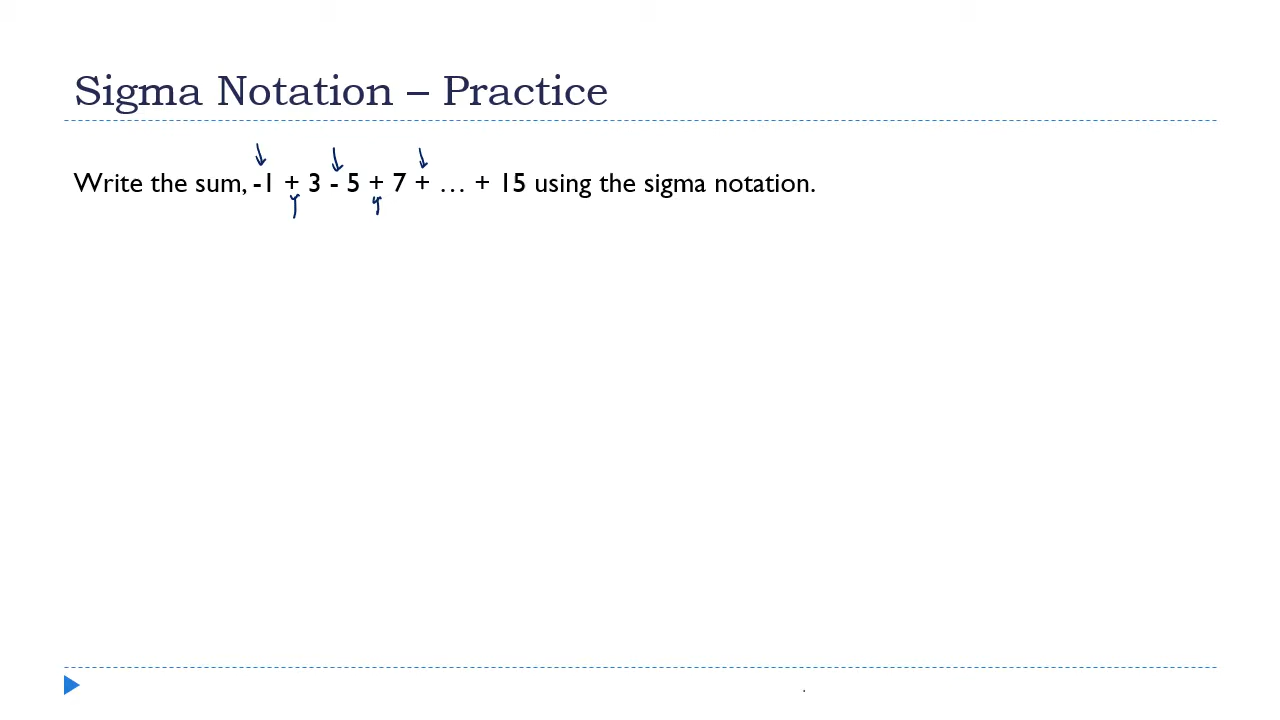 Sigma Notation – Practice
Write the sum, -1 + 3 - 5 + 7 + … + 15 using the sigma notation.
.